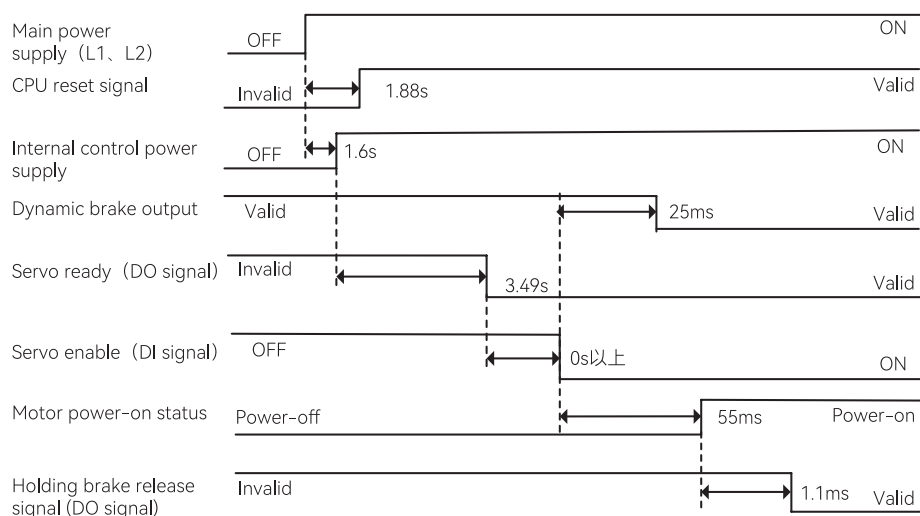 Main power
supply（L1、L2）
OFF
ON
CPU reset signal
Invalid
1.88s
Valid
Internal control power
supply
OFF
1.6s
ON
Dynamic brake output
Valid
25ms
Valid
Servo ready（DO signal)
Invalid
3.49s
Valid
Servo enable（DI signal)
OFF
0s以上
ON
Motor power-on status
Power-off
55ms
Power-on
Holding brake release
signal (DO signal)
Invalid
1.1ms
Valid